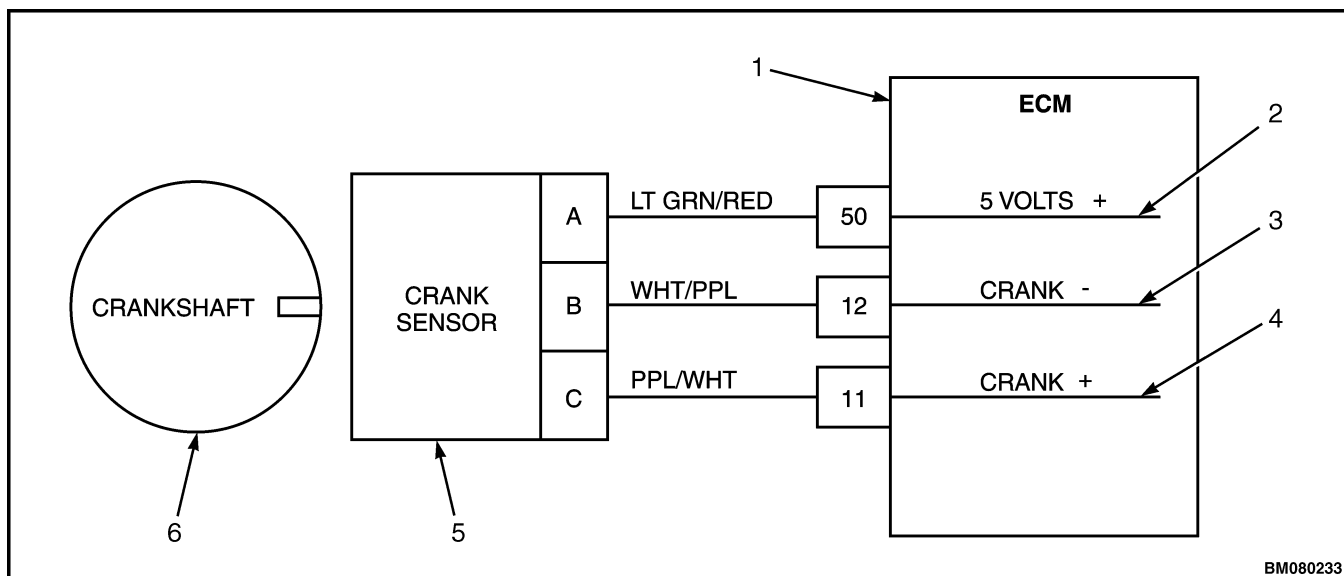 1
ECM
2
LT GRN/RED
5 VOLTS +
A
50
3
CRANKSHAFT
CRANK
SENSOR
B
WHT/PPL
12
CRANK -
4
C
PPL/WHT
11
CRANK +
6
5
BM080233